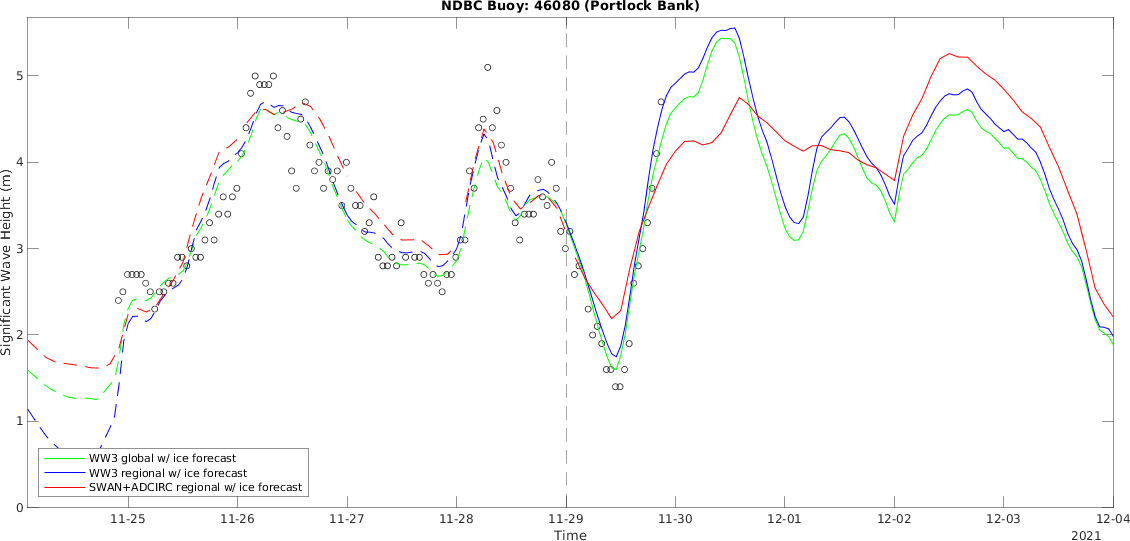 NDBC Buoy: 46080 (Portlock Bank)
Significant Wave Height (m)
5
4
3
2
1
0
WW3 global w/ ice forecast
WW3 regional w/ ice forecast
SWAN+ADCIRC regional w/ ice forecast
11-25 11-26 11-27 11-28 11-29 11-30 12-01 12-02 12-03 12-04
Time
2021